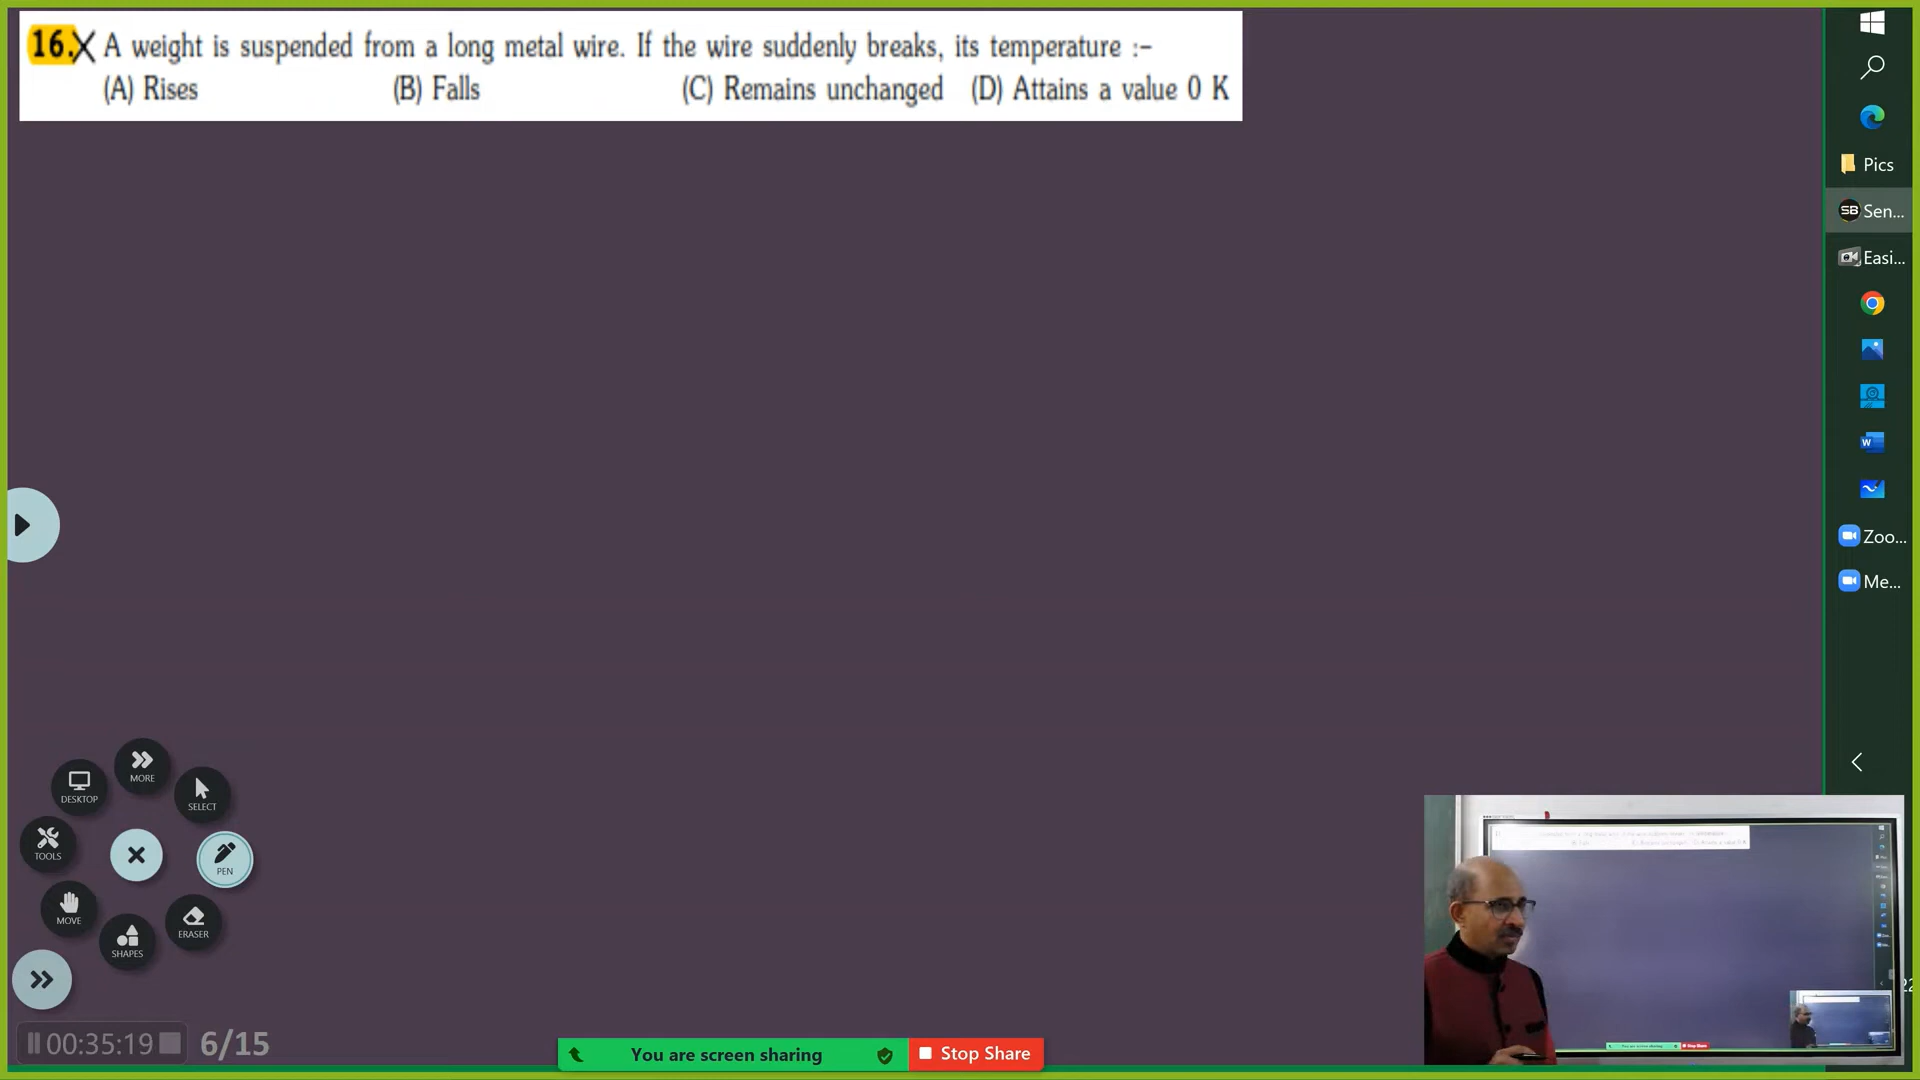 16. A weight is suspended from a long metal wire. If the wire suddenly breaks, its temperature :–
(A) Rises (B) Falls (C) Remains unchanged (D) Attains a value 0 K
Pics
SB Sen...
Easi...
W
Zoo...
Me...
MORE
DESKTOP
SELECT
TOOLS
PEN
MOVE
ERASER
SHAPES
00:35:19 6/15
You are screen sharing Stop Share